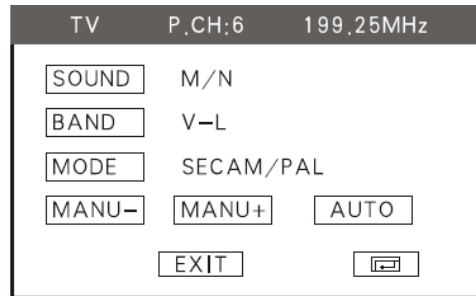 TV P.CH:6 199.25MHz
SOUND M/N
BAND V-L
MODE SECAM/PAL
MANU- MANU+ AUTO
EXIT